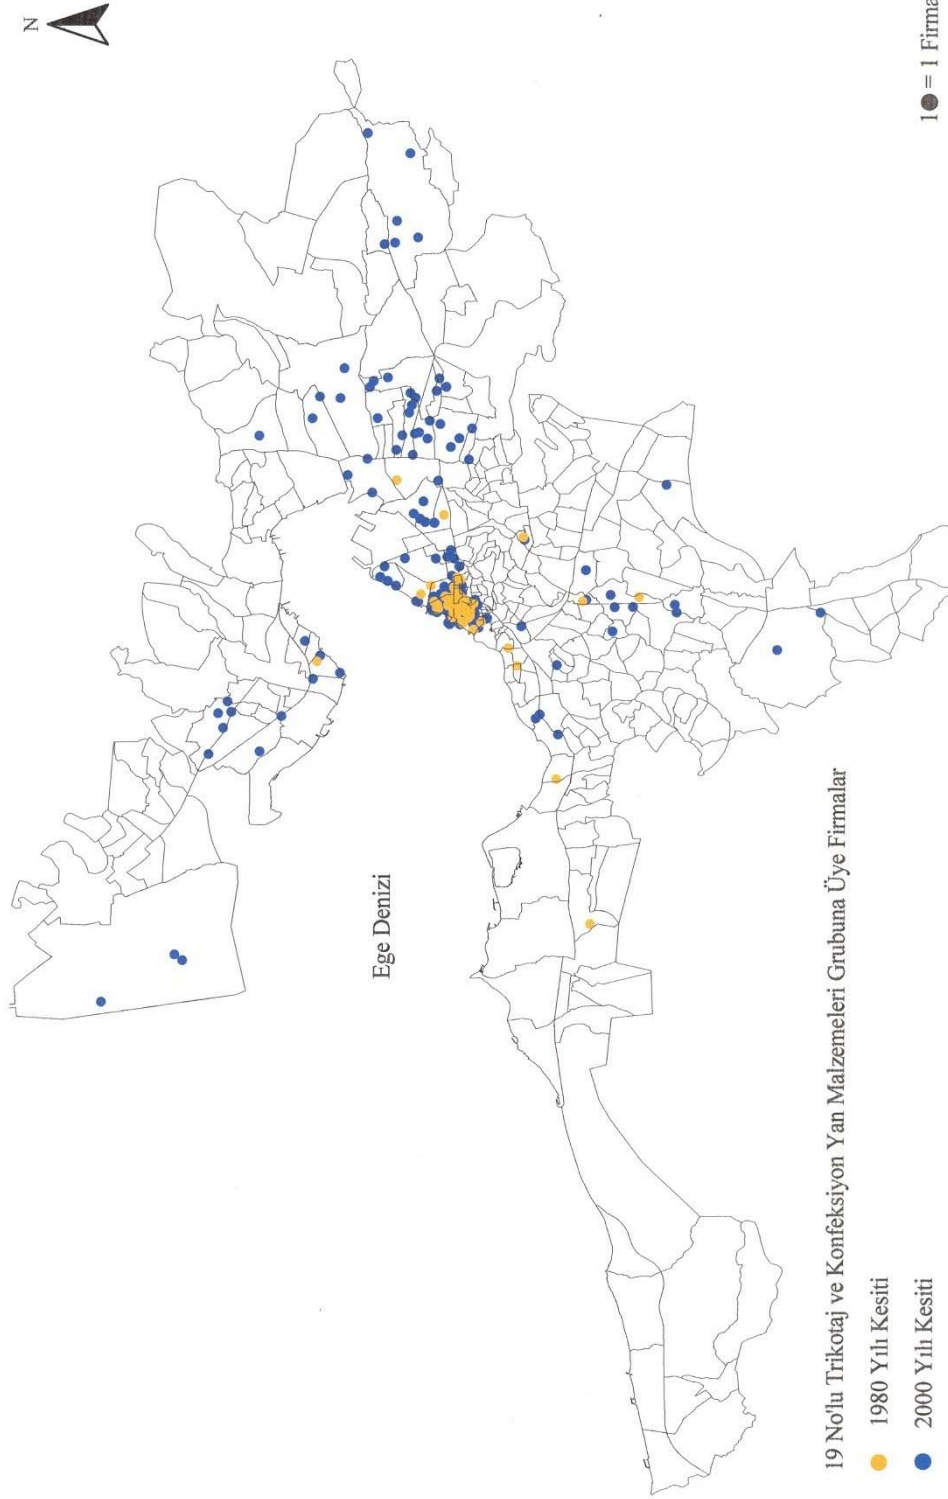 N
Ege Denizi
19 No'lu Trikotaj ve Konfeksiyon Yan Malzemeleri Grubuna Üye Firmalar
1980 Yılı Kesiti
2000 Yılı Kesiti
1 = 1 Firma